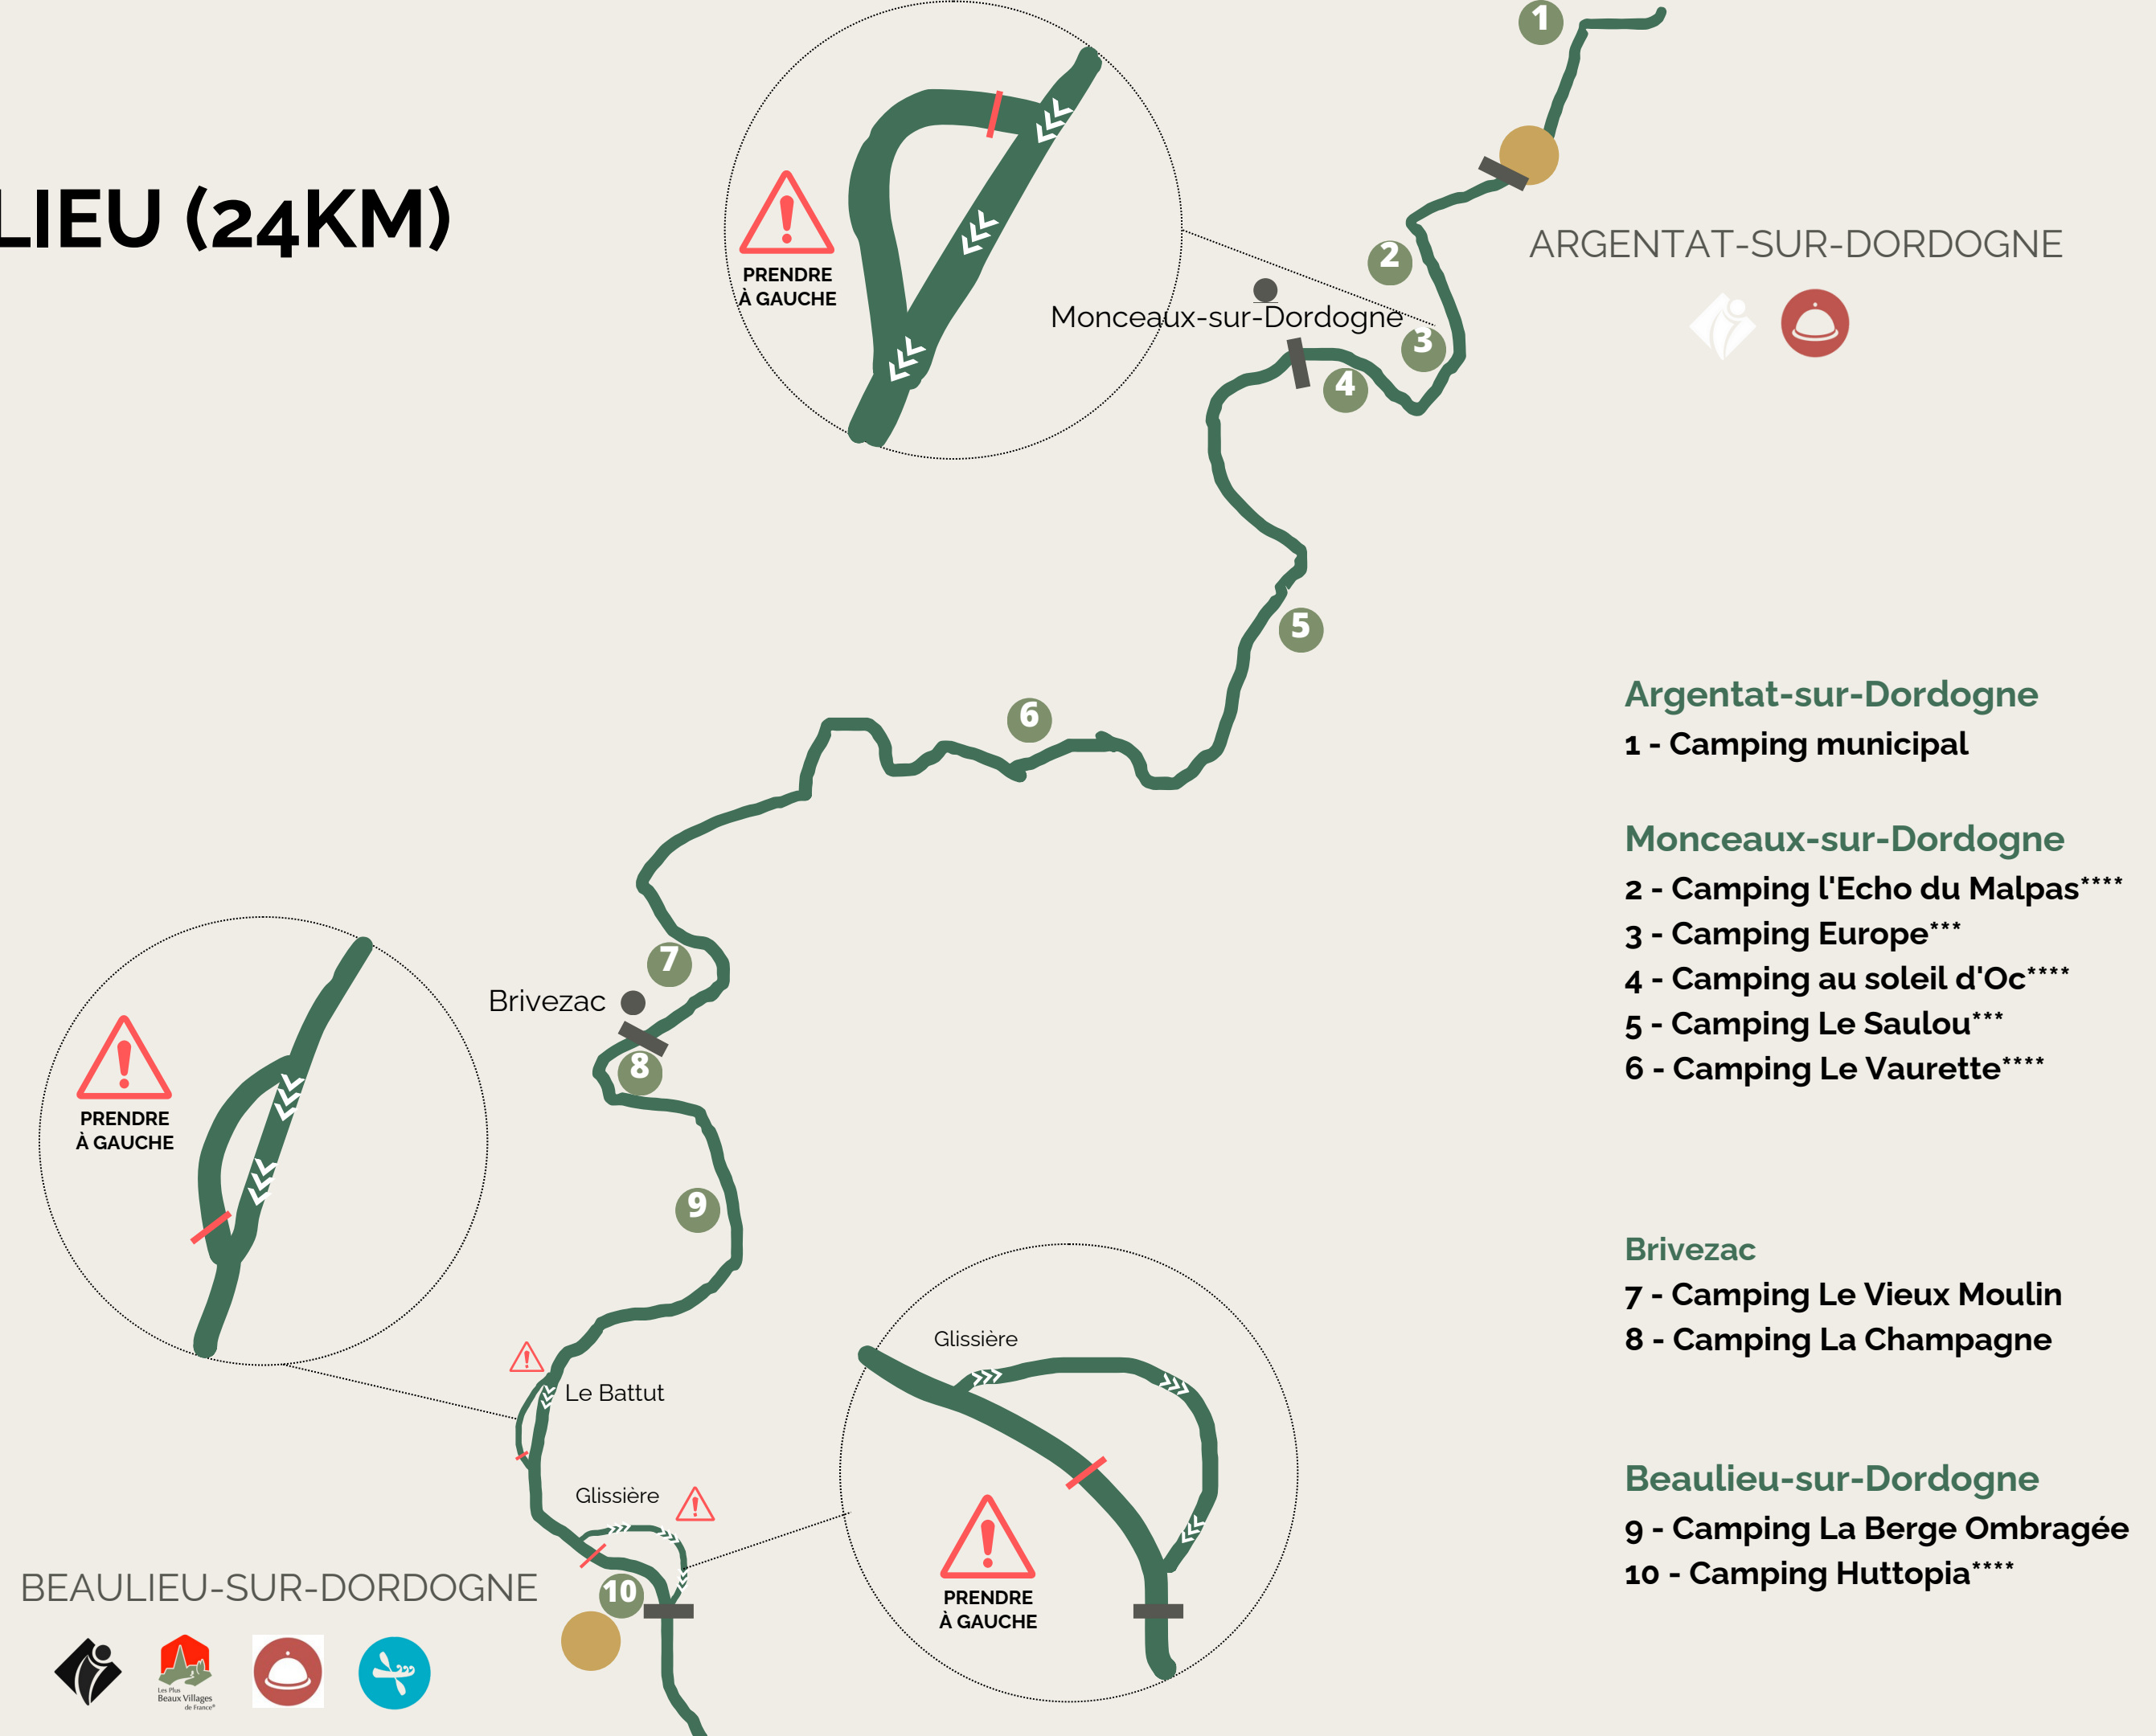 1
LIEU (24KM)
ARGENTAT-SUR-DORDOGNE
2
PRENDRE
À GAUCHE
Monceaux-sur-Dordogne
3
4
5
6
Argentat-sur-Dordogne
1 - Camping municipal
Monceaux-sur-Dordogne
2 - Camping l'Echo du Malpas****
3 - Camping Europe***
4 - Camping au soleil d'Oc****
5 - Camping Le Saulou***
6 - Camping Le Vaurette****
7
Brivezac
8
PRENDRE
À GAUCHE
9
Brivezac
7 - Camping Le Vieux Moulin
8 - Camping La Champagne
Glissière
Le Battut
Glissière
PRENDRE
À GAUCHE
Beaulieu-sur-Dordogne
9 - Camping La Berge Ombragée
10 - Camping Huttopia****
BEAULIEU-SUR-DORDOGNE
10
Les Plus
Beaux Villages
de France®